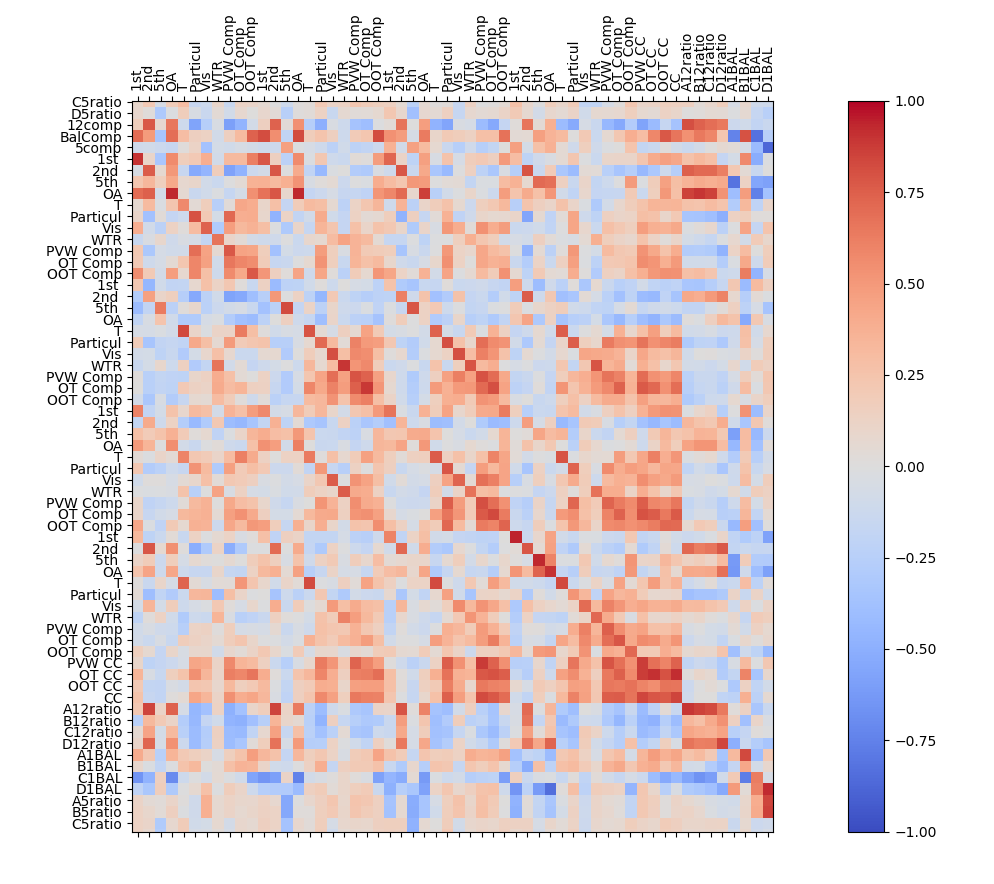 1st
2nd
5th
OA
T
Particul
Vis
WTR
PVW Comp
OT Comp
OOT Comp
1st
2nd
5th
OA
T
Particul
Vis
WTR
PVW Comp
OT Comp
OOT Comp
1st
2nd
5th
OA
T
Particul
Vis
WTR
PVW Comp
OT Comp
OOT Comp
1st
2nd
5th
OA
T
Particul
Vis
WTR
PVW Comp
OT Comp
OOT Comp
PVW CC
OT CC
OOT CC
CC
A12ratio
B12ratio
C12ratio
D12ratio
A1BAL
B1BAL
C1BAL
D1BAL
C5ratio
D5ratio
12comp
BalComp
5comp
1st
2nd
5th
OA
T
Particul
Vis
WTR
PVW Comp
OT Comp
OOT Comp
1st
2nd
5th
OA
T
Particul
Vis
WTR
PVW Comp
OT Comp
OOT Comp
1st
2nd
5th
OA
T
Particul
Vis
WTR
PVW Comp
OT Comp
OOT Comp
1st
2nd
5th
OA
T
Particul
Vis
WTR
PVW Comp
OT Comp
OOT Comp
PVW CC
OT CC
OOT CC
CC
A12ratio
B12ratio
C12ratio
D12ratio
A1BAL
B1BAL
C1BAL
D1BAL
A5ratio
B5ratio
C5ratio
1.00
0.75
0.50
0.25
0.00
−0.25
−0.50
−0.75
−1.00